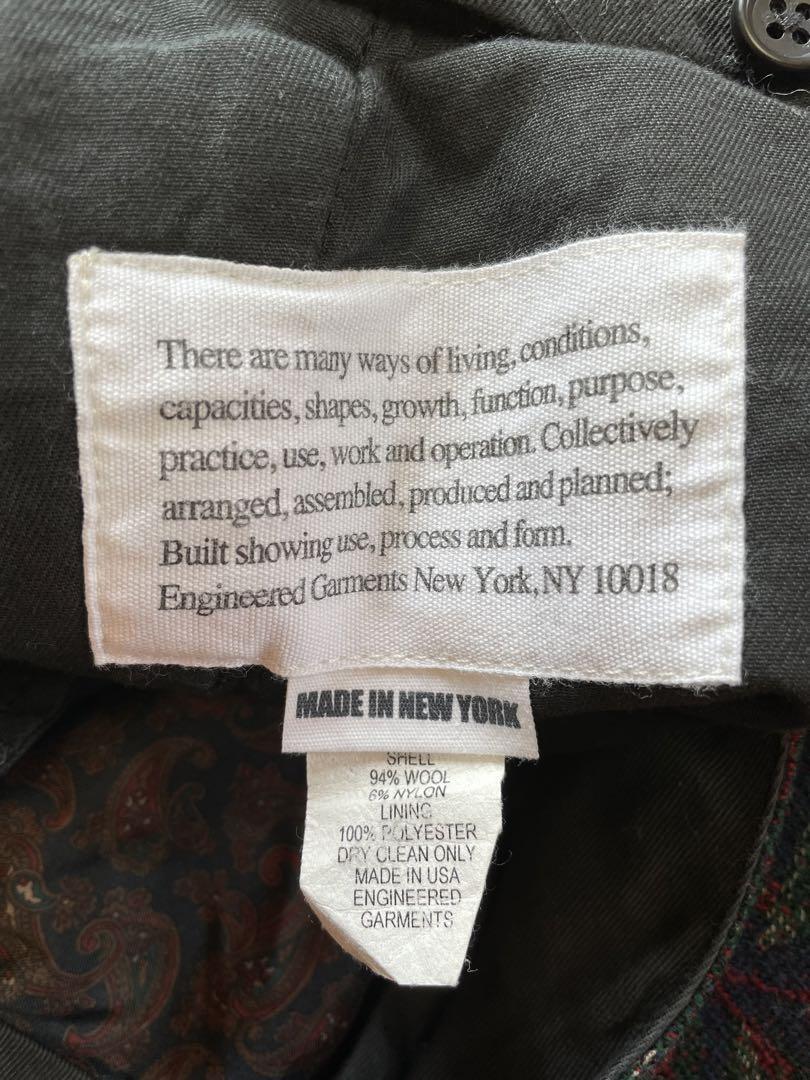 There are many ways of living, conditions,
capacities, shapes, growth, function, purpose,
practice, use, work and operation. Collectively
arranged, assembled, produced and planned;
Built showing use, process and form.
Engineered Garments New York, NY 10018
MADE IN NEW YORK
SHELL
94% WOOL
6% NYLON
LINING
100% POLYESTER
DRY CLEAN ONLY
MADE IN USA
ENGINEERED
GARMENTS